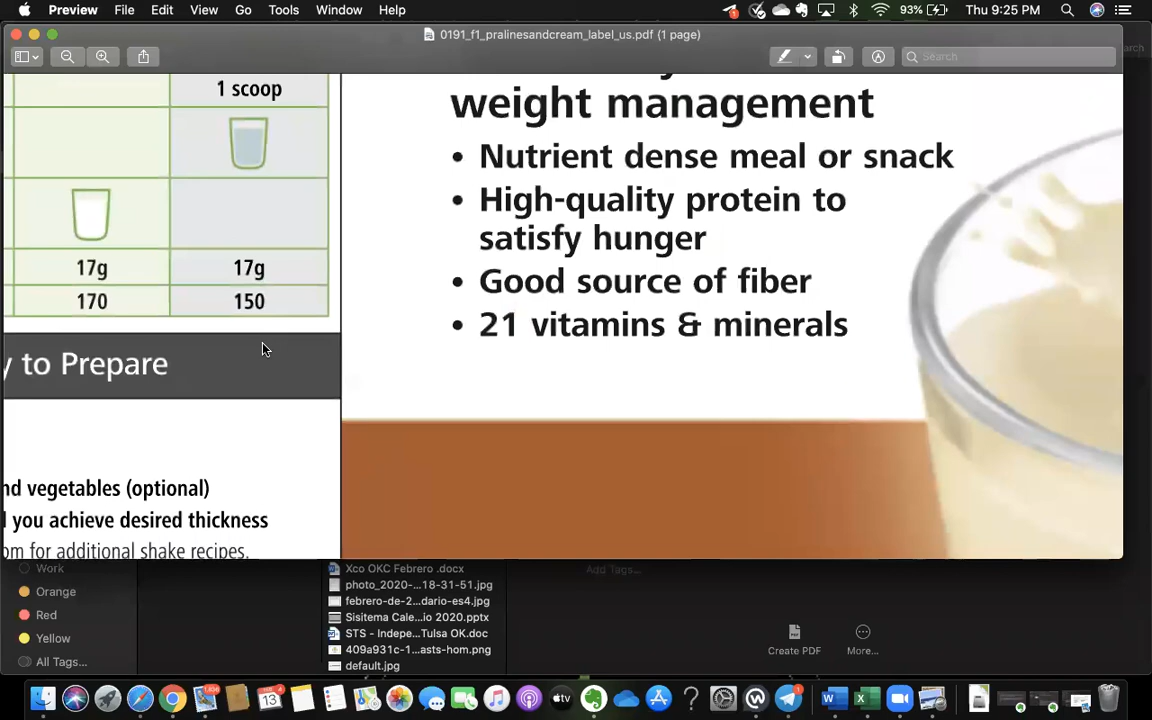 Preview File Edit View Go Tools Window Help 93% Thu 9:25 PM
0191_f1_pralinesandcream_label_us.pdf (1 page)
Search
1 scoop
17g 17g
170 150
y to Prepare
nd vegetables (optional)
l you achieve desired thickness
om for additional shake recipes.
weight management
• Nutrient dense meal or snack
• High-quality protein to
satisfy hunger
• Good source of fiber
• 21 vitamins & minerals
Work
Orange
Red
Yellow
All Tags...
Xco OKC Febrero .docx
photo_2020-...18-31-51.jpg
febrero-de-2...dario-es4.jpg
Sisitema Cale...io 2020.pptx
STS - Indepe...Tulsa OK.doc
409a931c-1...asts-hom.png
default.jpg
Add Tags...
Create PDF More...